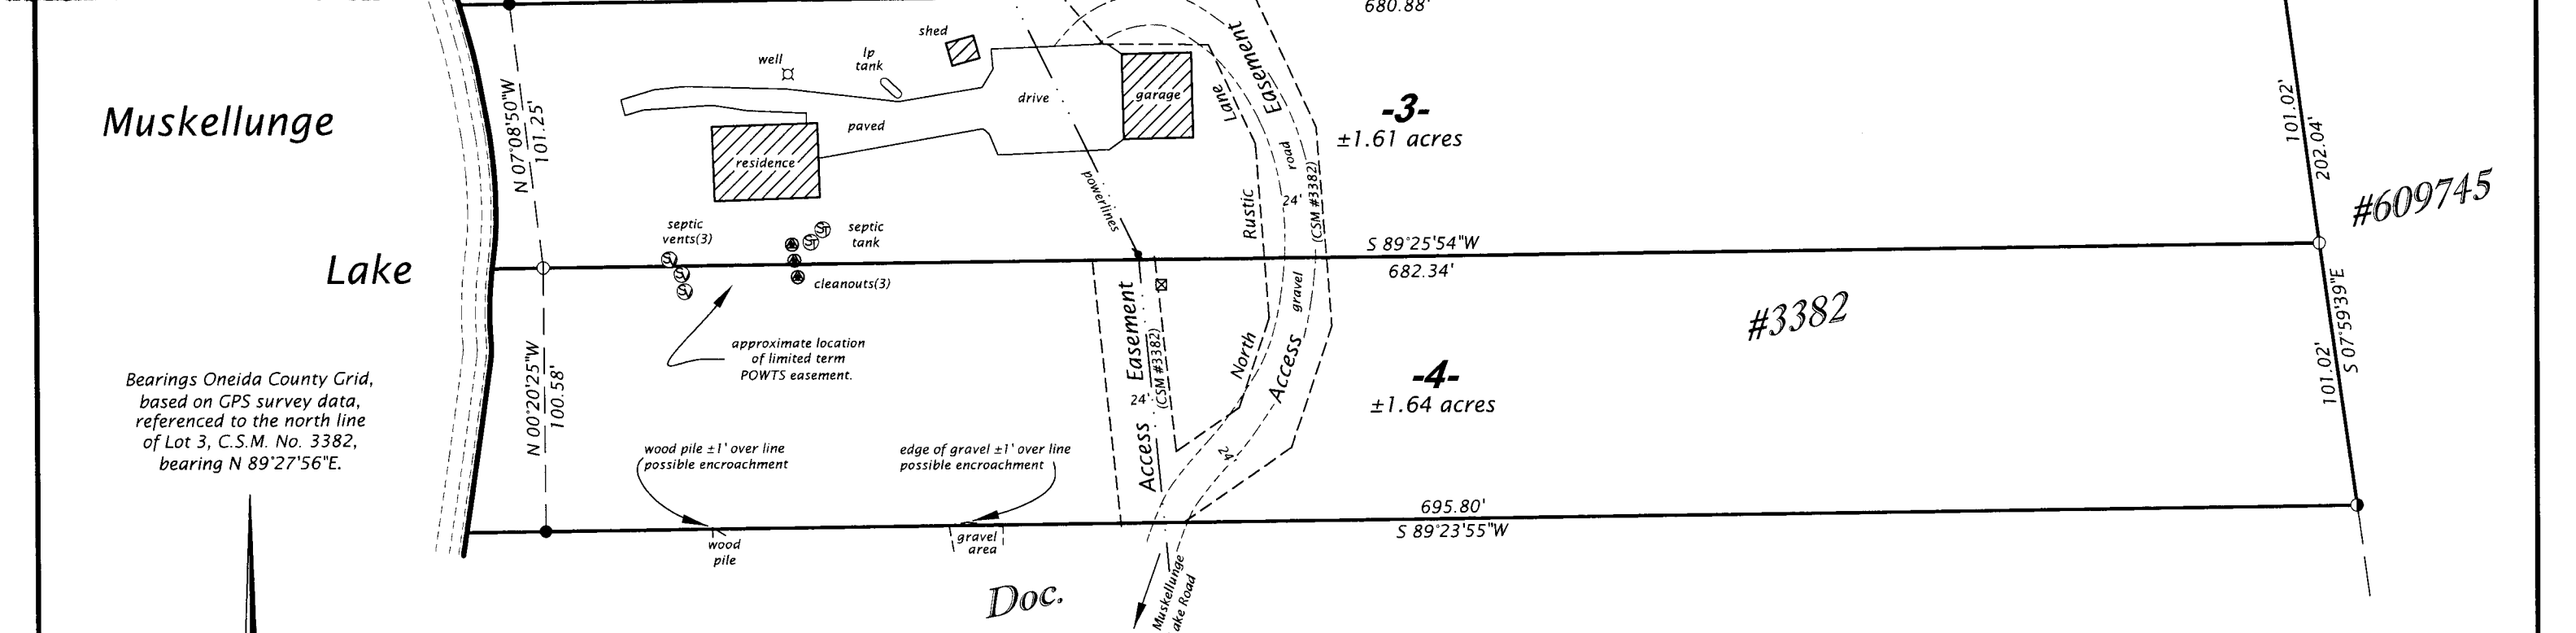 680.88'
shed
well
lp
tank
drive
garage
paved
residence
Muskellunge
Lake
N 07°08'50"W
101.25'
powerlines
Easement
Lane
Rustic
road
24'
(CSM #3382)
-3-
±1.61 acres
101.02'
202.04'
#609745
septic
vents(3)
septic
tank
cleanouts(3)
S 89°25'54"W
682.34'
approximate location
of limited term
POWTS easement.
N 00°20'25"W
100.58'
Access Easement
24'
(CSM #3382)
North
Access
gravel
24'
#3382
-4-
±1.64 acres
101.02'
S 07°59'39"E
Bearings Oneida County Grid,
based on GPS survey data,
referenced to the north line
of Lot 3, C.S.M. No. 3382,
bearing N 89°27'56"E.
wood pile ±1' over line
possible encroachment
edge of gravel ±1' over line
possible encroachment
695.80'
S 89°23'55"W
wood
pile
gravel
area
Doc.
Muskellunge
ake Road